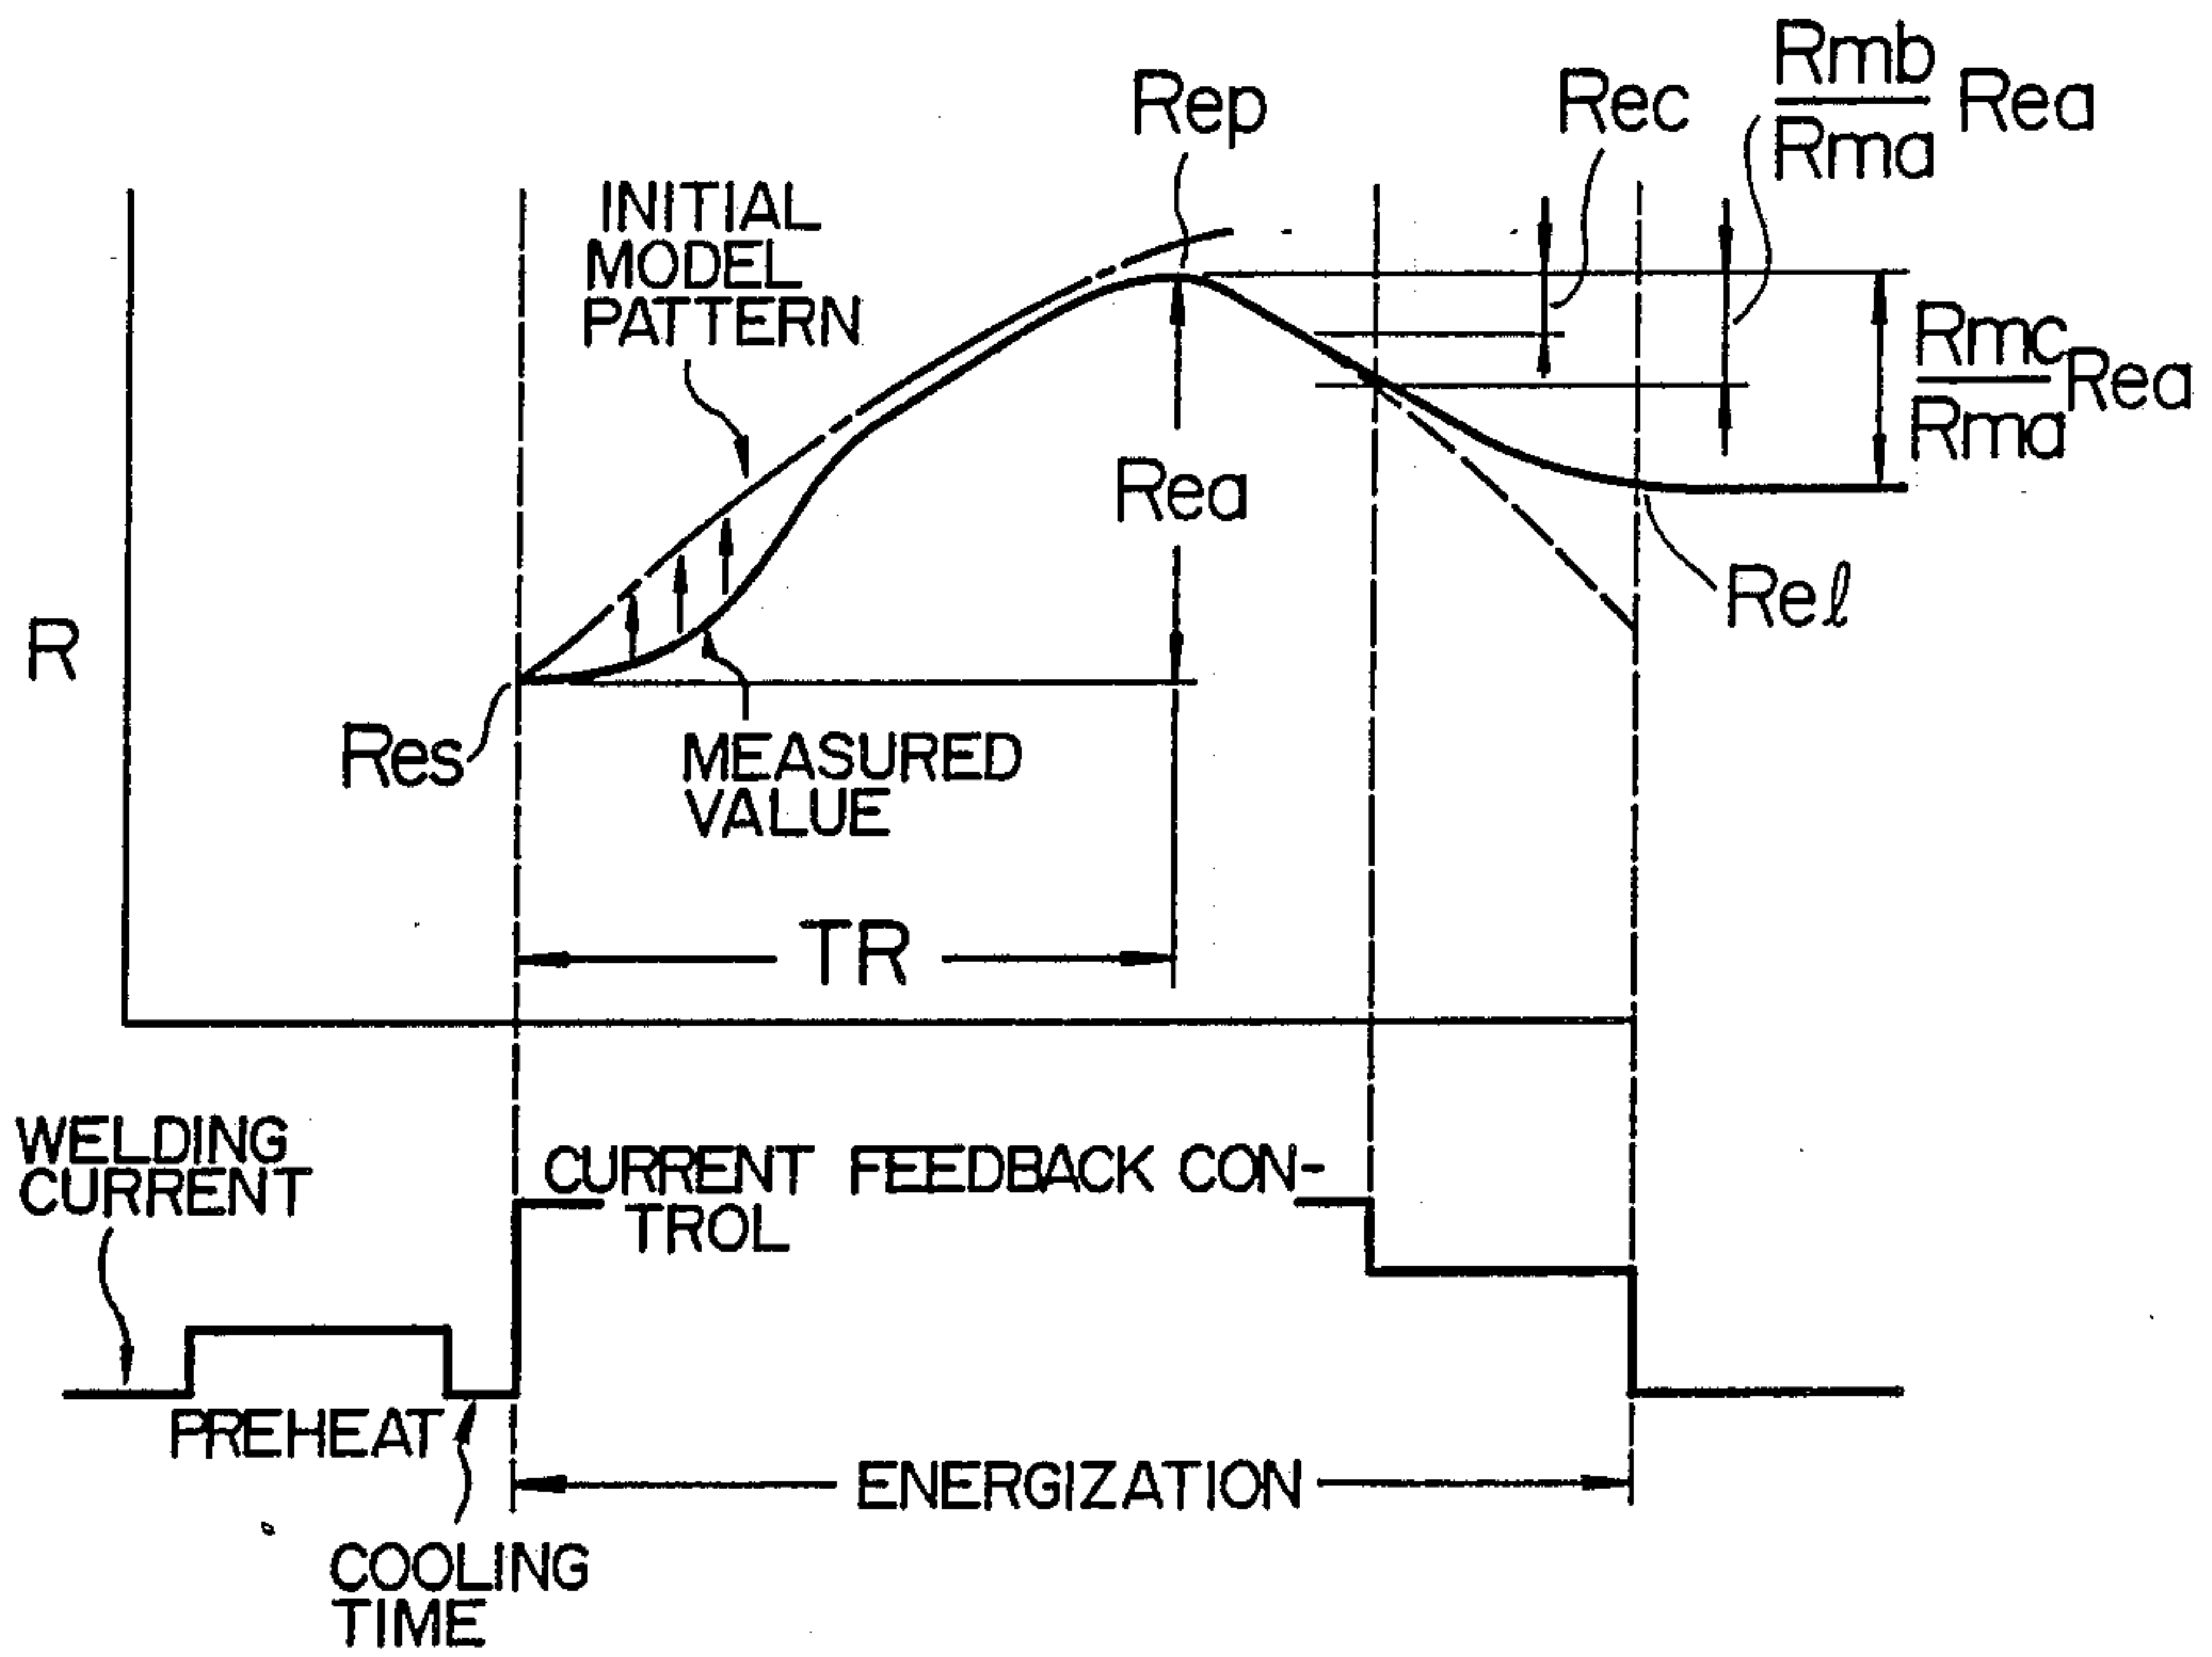 Rmb
Rep
Rec
Rea
Rma
INITIAL
MODEL
PATTERN
Rmc
Rea
Rma
Rea
Rel
R
Res
MEASURED
VALUE
TR
WELDING
CURRENT
CURRENT FEEDBACK CON-
TROL
PREHEAT
ENERGIZATION
COOLING
TIME